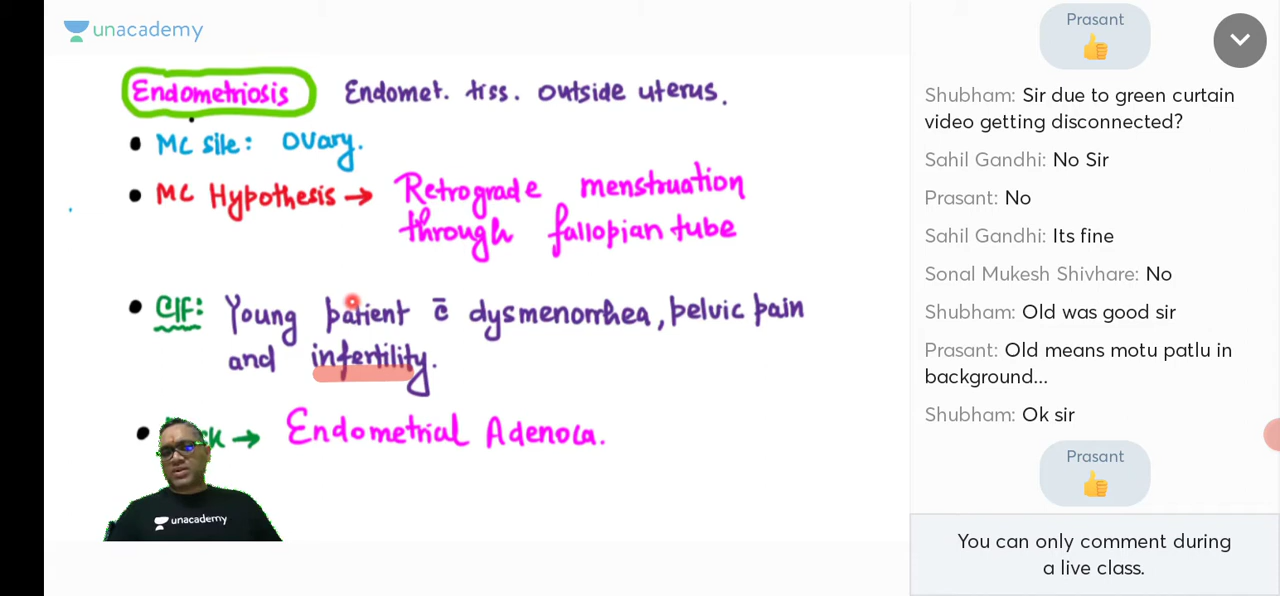 unacademy
Endometriosis Endomet. tiss. outside uterus.
• MC Site: Ovary.
• MC Hypothesis → Retrograde menstruation
through fallopian tube
• C/F: Young patient c̄ dysmenorrhea, pelvic pain
and infertility.
• → Endometrial Adenoca.
unacademy
Prasant
👍
Shubham: Sir due to green curtain
video getting disconnected?
Sahil Gandhi: No Sir
Prasant: No
Sahil Gandhi: Its fine
Sonal Mukesh Shivhare: No
Shubham: Old was good sir
Prasant: Old means motu patlu in
background...
Shubham: Ok sir
Prasant
👍
You can only comment during
a live class.